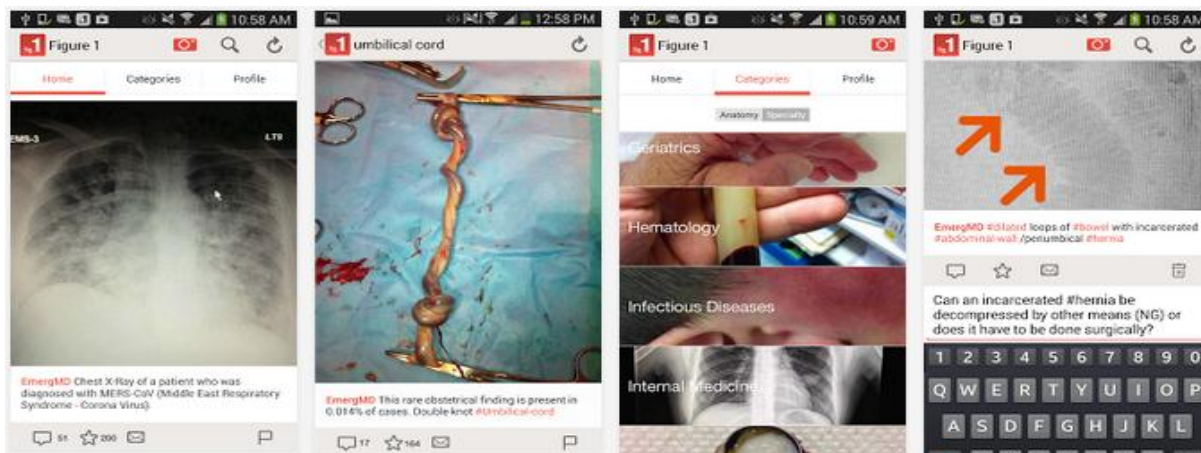 10:58 AM
1 Figure 1
Home Categories Profile
EMS-3
LTB
EmergMD Chest X-Ray of a patient who was
diagnosed with MERS-CoV (Middle East Respiratory
Syndrome - Corona Virus)
51 200
12:58 PM
1 umbilical cord
EmergMD This rare obstetrical finding is present in
0.014% of cases. Double knot #Umbilical-cord
17 164
10:59 AM
1 Figure 1
Home Categories Profile
Anatomy Specialty
Geriatrics
Hematology
Infectious Diseases
Internal Medicine
10:58 AM
1 Figure 1
EmergMD #dilated loops of #bowel with incarcerated
#abdominal-wall /periumbical #hernia
Can an incarcerated #hernia be
decompressed by other means (NG) or
does it have to be done surgically?
1 2 3 4 5 6 7 8 9 0
Q W E R T Y U I O P
A S D F G H J K L